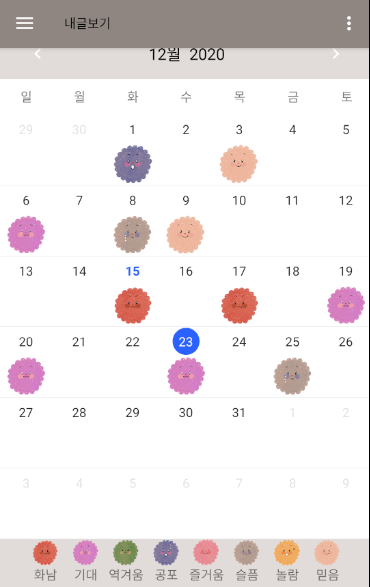 내글보기
12월 2020
일 월 화 수 목 금 토
29 30 1 2 3 4 5
6 7 8 9 10 11 12
13 14 15 16 17 18 19
20 21 22 23 24 25 26
27 28 29 30 31 1 2
3 4 5 6 7 8 9
화남 기대 역겨움 공포 즐거움 슬픔 놀람 믿음